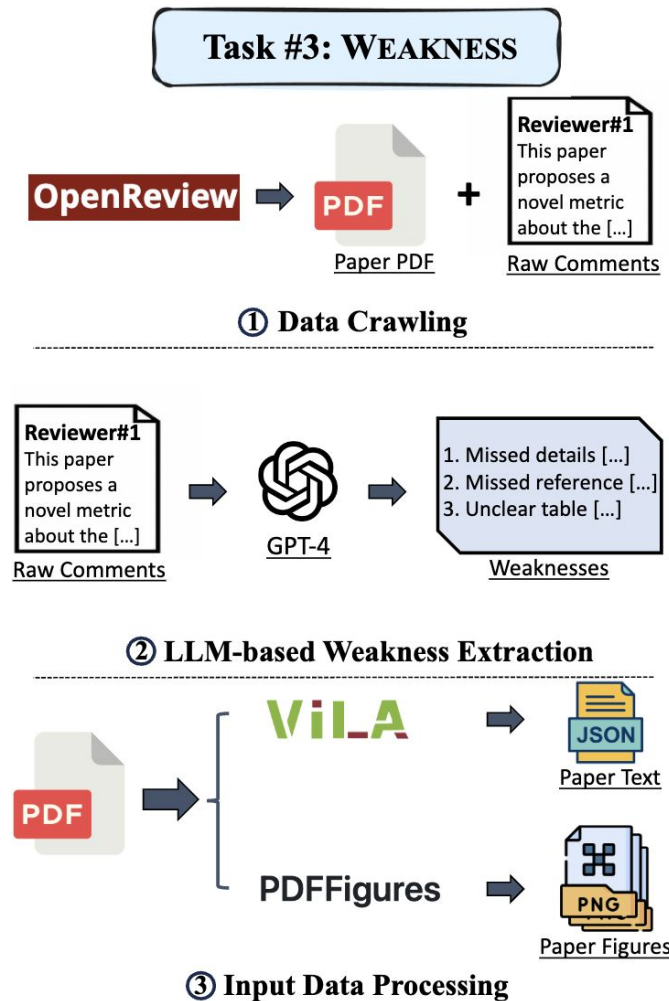 Task #3: WEAKNESS
OpenReview
PDF
Paper PDF
+
Reviewer#1
This paper
proposes a
novel metric
about the [...]
Raw Comments
① Data Crawling
Reviewer#1
This paper
proposes a
novel metric
about the [...]
Raw Comments
GPT-4
1. Missed details [...]
2. Missed reference [...]
3. Unclear table [...]
Weaknesses
② LLM-based Weakness Extraction
PDF
ViLA
JSON
Paper Text
PDFFigures
PNG
Paper Figures
③ Input Data Processing